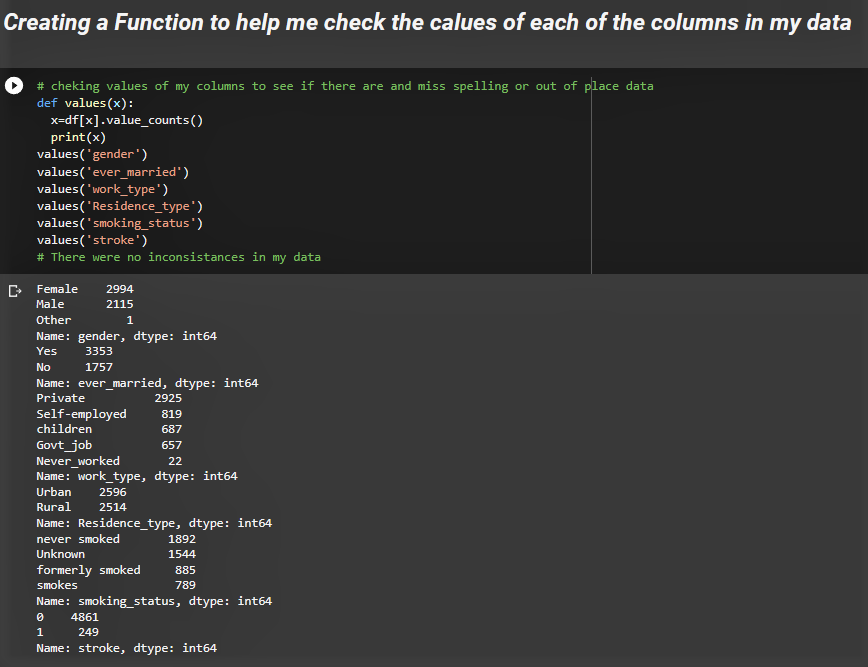 Creating a Function to help me check the calues of each of the columns in my data
# cheking values of my columns to see if there are and miss spelling or out of place data
def values(x):
  x=df[x].value_counts()
  print(x)
values('gender')
values('ever_married')
values('work_type')
values('Residence_type')
values('smoking_status')
values('stroke')
# There were no inconsistances in my data
Female    2994
Male      2115
Other        1
Name: gender, dtype: int64
Yes    3353
No     1757
Name: ever_married, dtype: int64
Private          2925
Self-employed     819
children          687
Govt_job          657
Never_worked       22
Name: work_type, dtype: int64
Urban    2596
Rural    2514
Name: Residence_type, dtype: int64
never smoked       1892
Unknown            1544
formerly smoked     885
smokes              789
Name: smoking_status, dtype: int64
0    4861
1     249
Name: stroke, dtype: int64